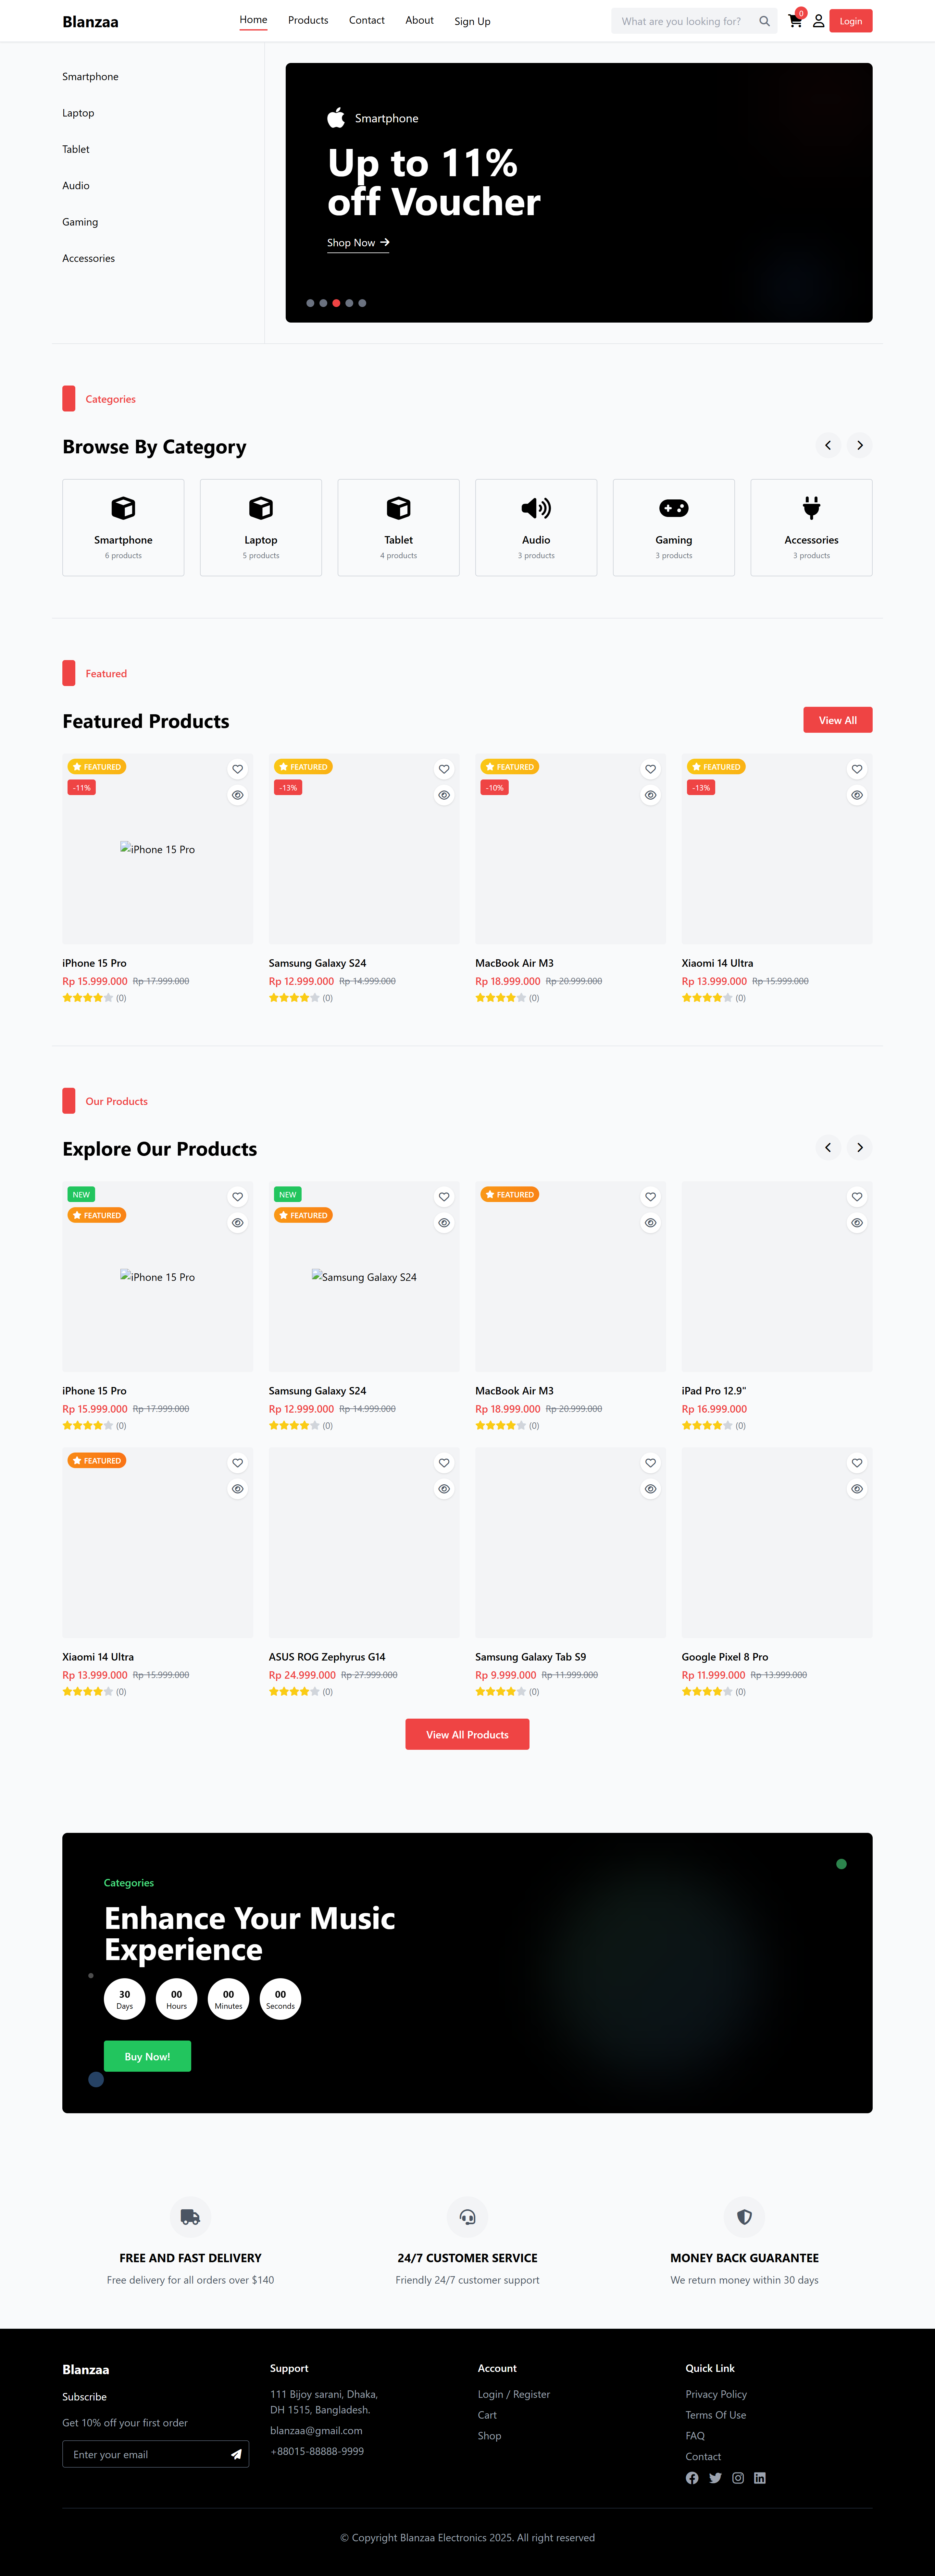 Blanzaa
Home Products Contact About Sign Up
What are you looking for?
0
Login
Smartphone
Laptop
Tablet
Audio
Gaming
Accessories
Smartphone
Up to 11%
off Voucher
Shop Now
Categories
Browse By Category
Smartphone
6 products
Laptop
5 products
Tablet
4 products
Audio
3 products
Gaming
3 products
Accessories
3 products
Featured
Featured Products
View All
FEATURED
-11%
iPhone 15 Pro
iPhone 15 Pro
Rp 15.999.000 Rp 17.999.000
(0)
FEATURED
-13%
Samsung Galaxy S24
Rp 12.999.000 Rp 14.999.000
(0)
FEATURED
-10%
MacBook Air M3
Rp 18.999.000 Rp 20.999.000
(0)
FEATURED
-13%
Xiaomi 14 Ultra
Rp 13.999.000 Rp 15.999.000
(0)
Our Products
Explore Our Products
NEW
FEATURED
iPhone 15 Pro
iPhone 15 Pro
Rp 15.999.000 Rp 17.999.000
(0)
NEW
FEATURED
Samsung Galaxy S24
Samsung Galaxy S24
Rp 12.999.000 Rp 14.999.000
(0)
FEATURED
MacBook Air M3
Rp 18.999.000 Rp 20.999.000
(0)
iPad Pro 12.9"
Rp 16.999.000
(0)
FEATURED
Xiaomi 14 Ultra
Rp 13.999.000 Rp 15.999.000
(0)
ASUS ROG Zephyrus G14
Rp 24.999.000 Rp 27.999.000
(0)
Samsung Galaxy Tab S9
Rp 9.999.000 Rp 11.999.000
(0)
Google Pixel 8 Pro
Rp 11.999.000 Rp 13.999.000
(0)
View All Products
Categories
Enhance Your Music
Experience
30
Days
00
Hours
00
Minutes
00
Seconds
Buy Now!
FREE AND FAST DELIVERY
Free delivery for all orders over $140
24/7 CUSTOMER SERVICE
Friendly 24/7 customer support
MONEY BACK GUARANTEE
We return money within 30 days
Blanzaa
Subscribe
Get 10% off your first order
Enter your email
Support
111 Bijoy sarani, Dhaka,
DH 1515, Bangladesh.
blanzaa@gmail.com
+88015-88888-9999
Account
Login / Register
Cart
Shop
Quick Link
Privacy Policy
Terms Of Use
FAQ
Contact
© Copyright Blanzaa Electronics 2025. All right reserved